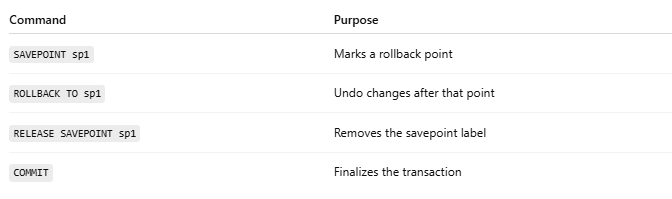 Command Purpose
SAVEPOINT sp1 Marks a rollback point
ROLLBACK TO sp1 Undo changes after that point
RELEASE SAVEPOINT sp1 Removes the savepoint label
COMMIT Finalizes the transaction